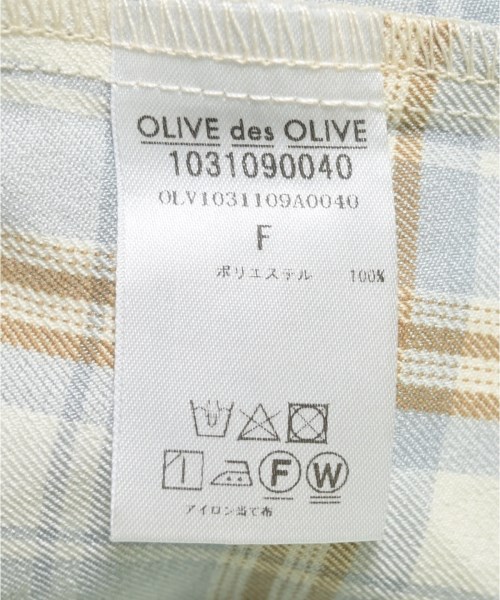 OLIVE des OLIVE
1031090040
OLV1031109A0040
F
ポリエステル 100%
F W
アイロン当て布